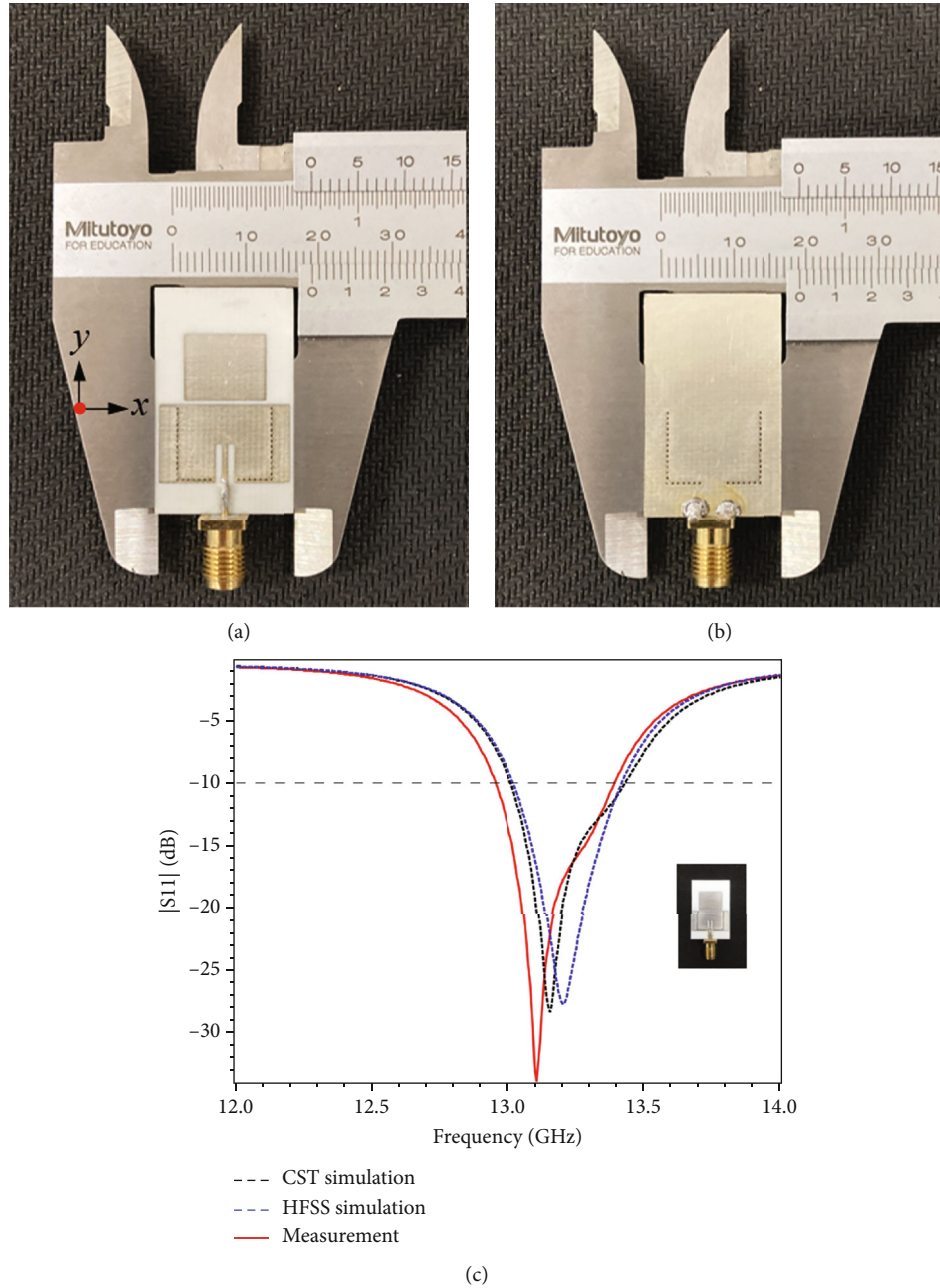 0 5 10 15
Mitutoyo
FOR EDUCATION
1
0 10 20 30 4
0 1 2 3 4
y
x
(a)
0 5 10 1
Mitutoyo
FOR EDUCATION
1
0 10 20 30
0 1 2 3
(b)
|S11| (dB)
−5
−10
−15
−20
−25
−30
12.0 12.5 13.0 13.5 14.0
Frequency (GHz)
CST simulation
HFSS simulation
Measurement
(c)